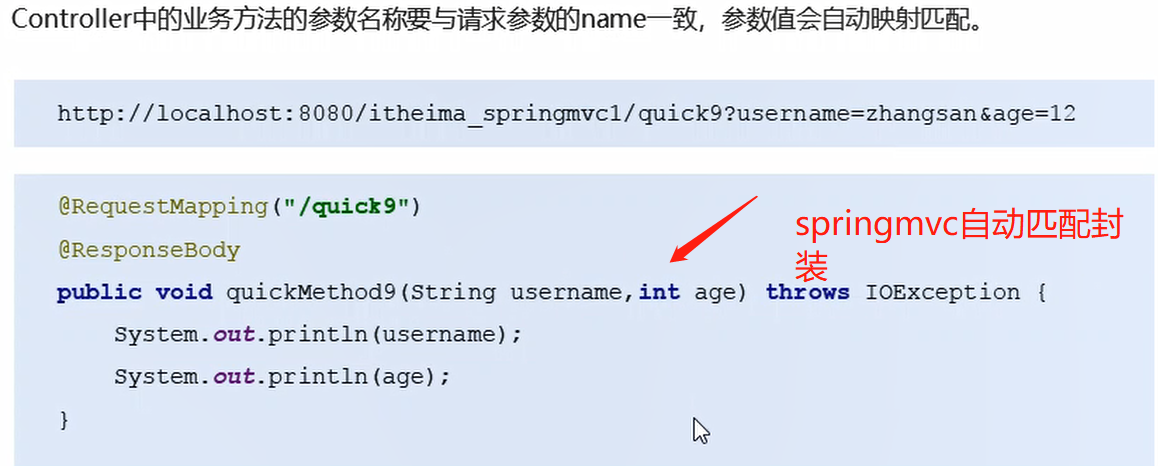 Controller中的业务方法的参数名称要与请求参数的name一致，参数值会自动映射匹配。
http://localhost:8080/itheima_springmvc1/quick9?username=zhangsan&age=12
@RequestMapping("/quick9")
@ResponseBody
springmvc自动匹配封
装
public void quickMethod9(String username,int age) throws IOException {
    System.out.println(username);
    System.out.println(age);
}